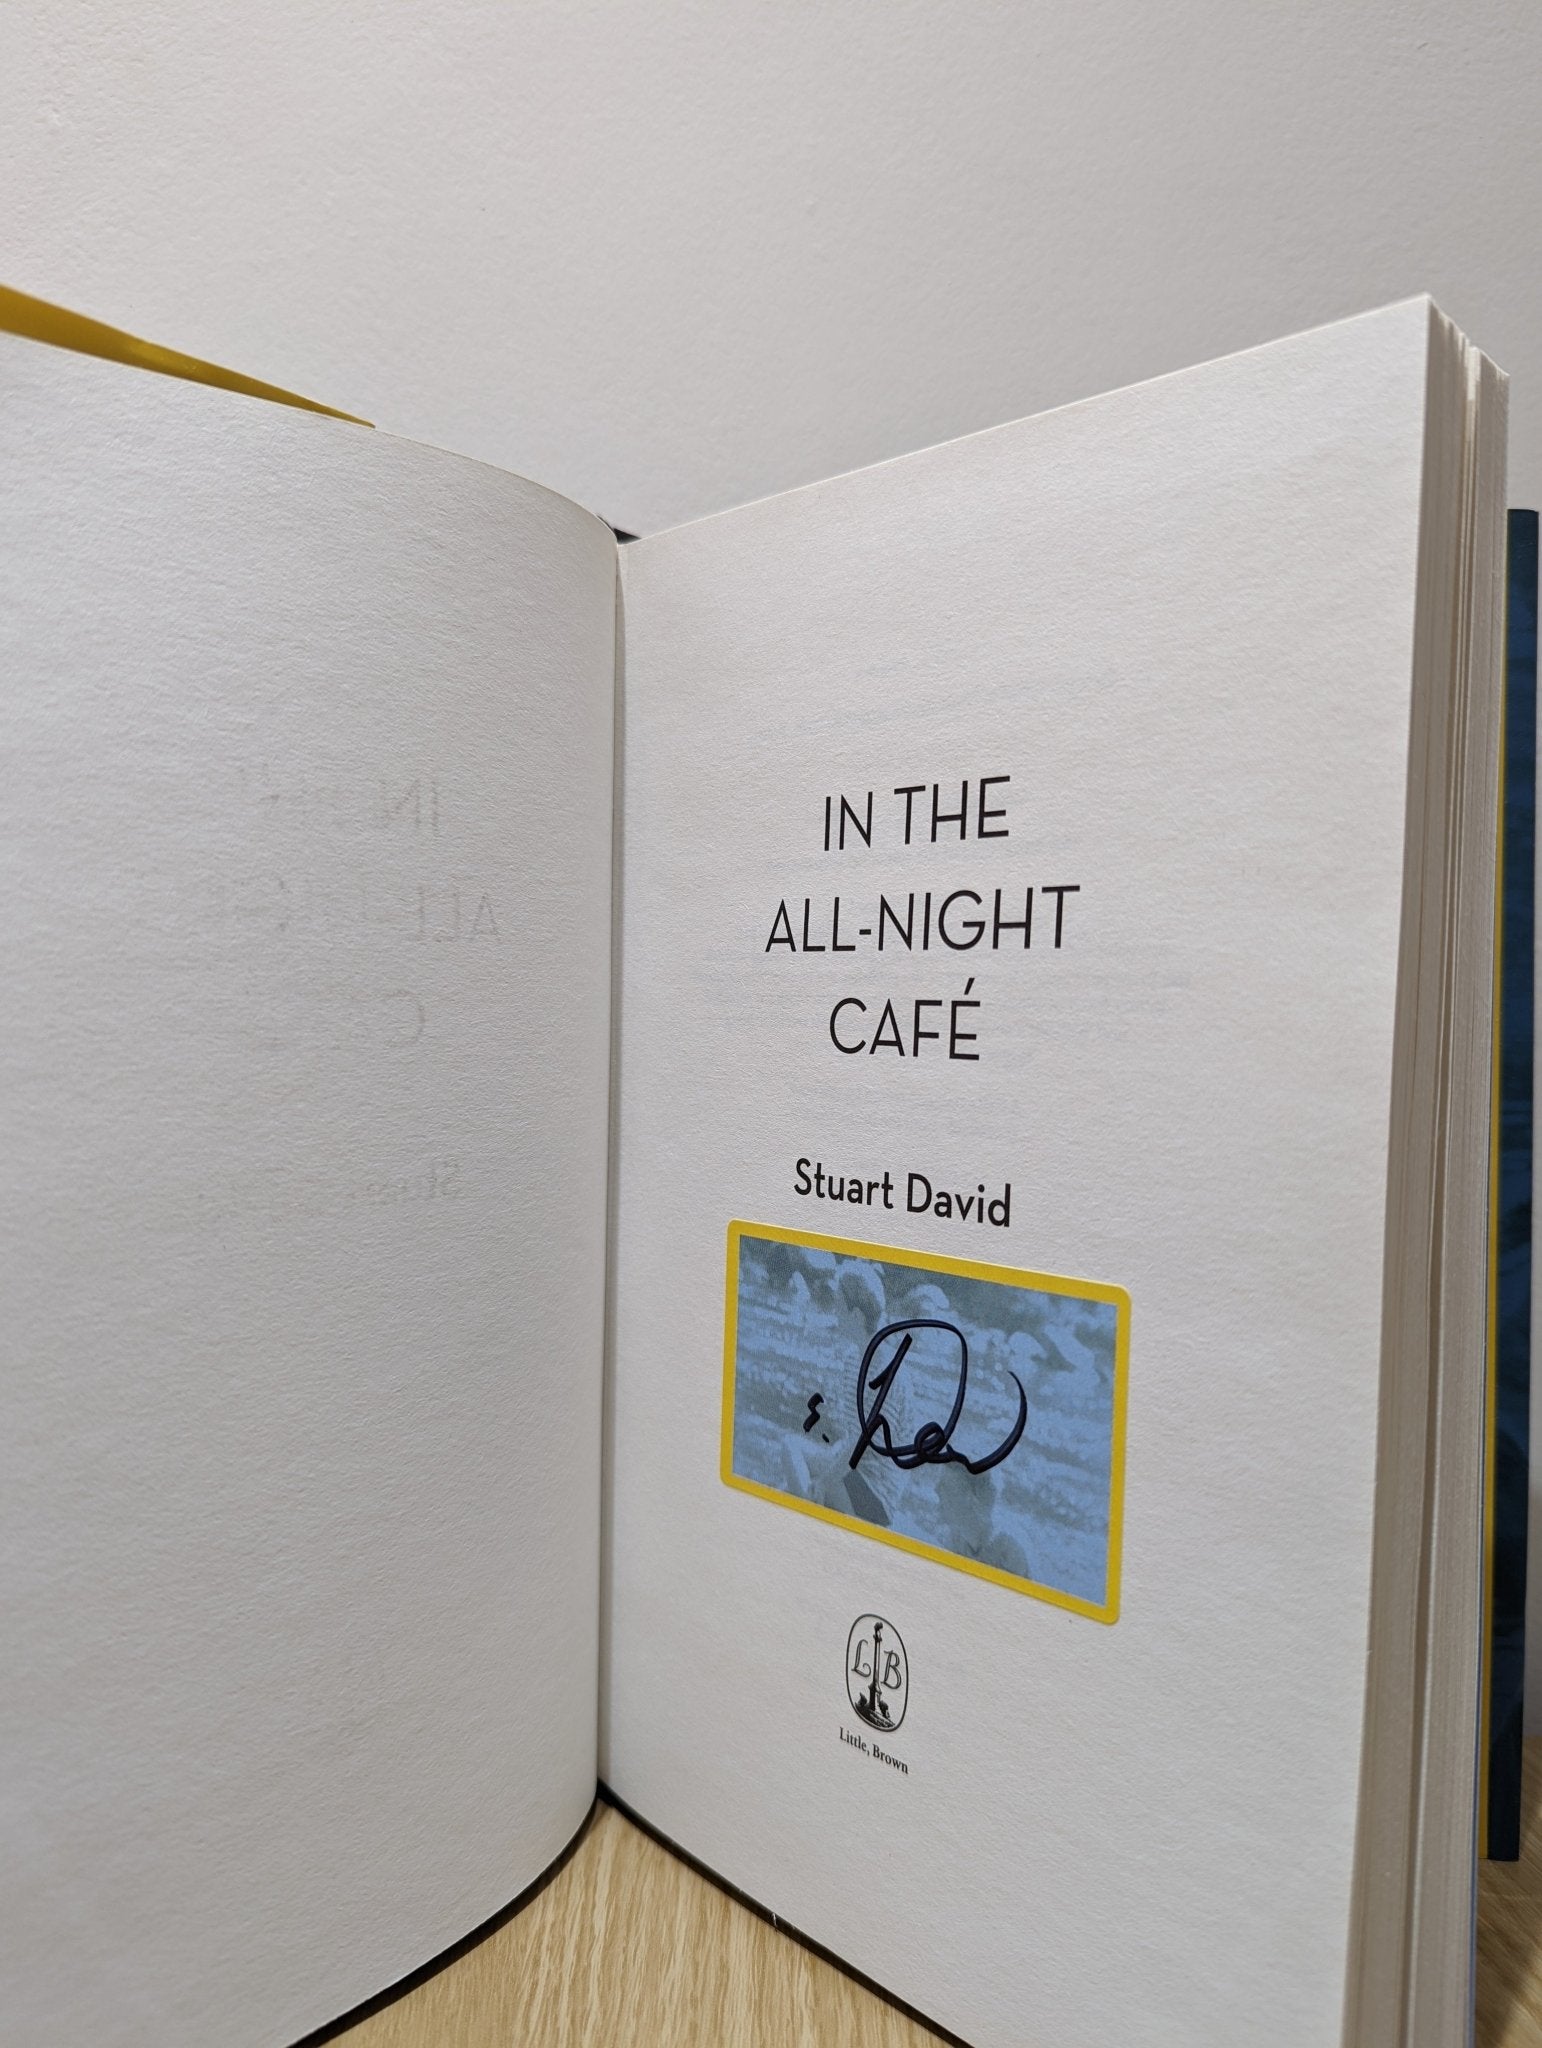 IN THE
ALL-NIGHT
CAFÉ
Stuart David
L B
Little, Brown